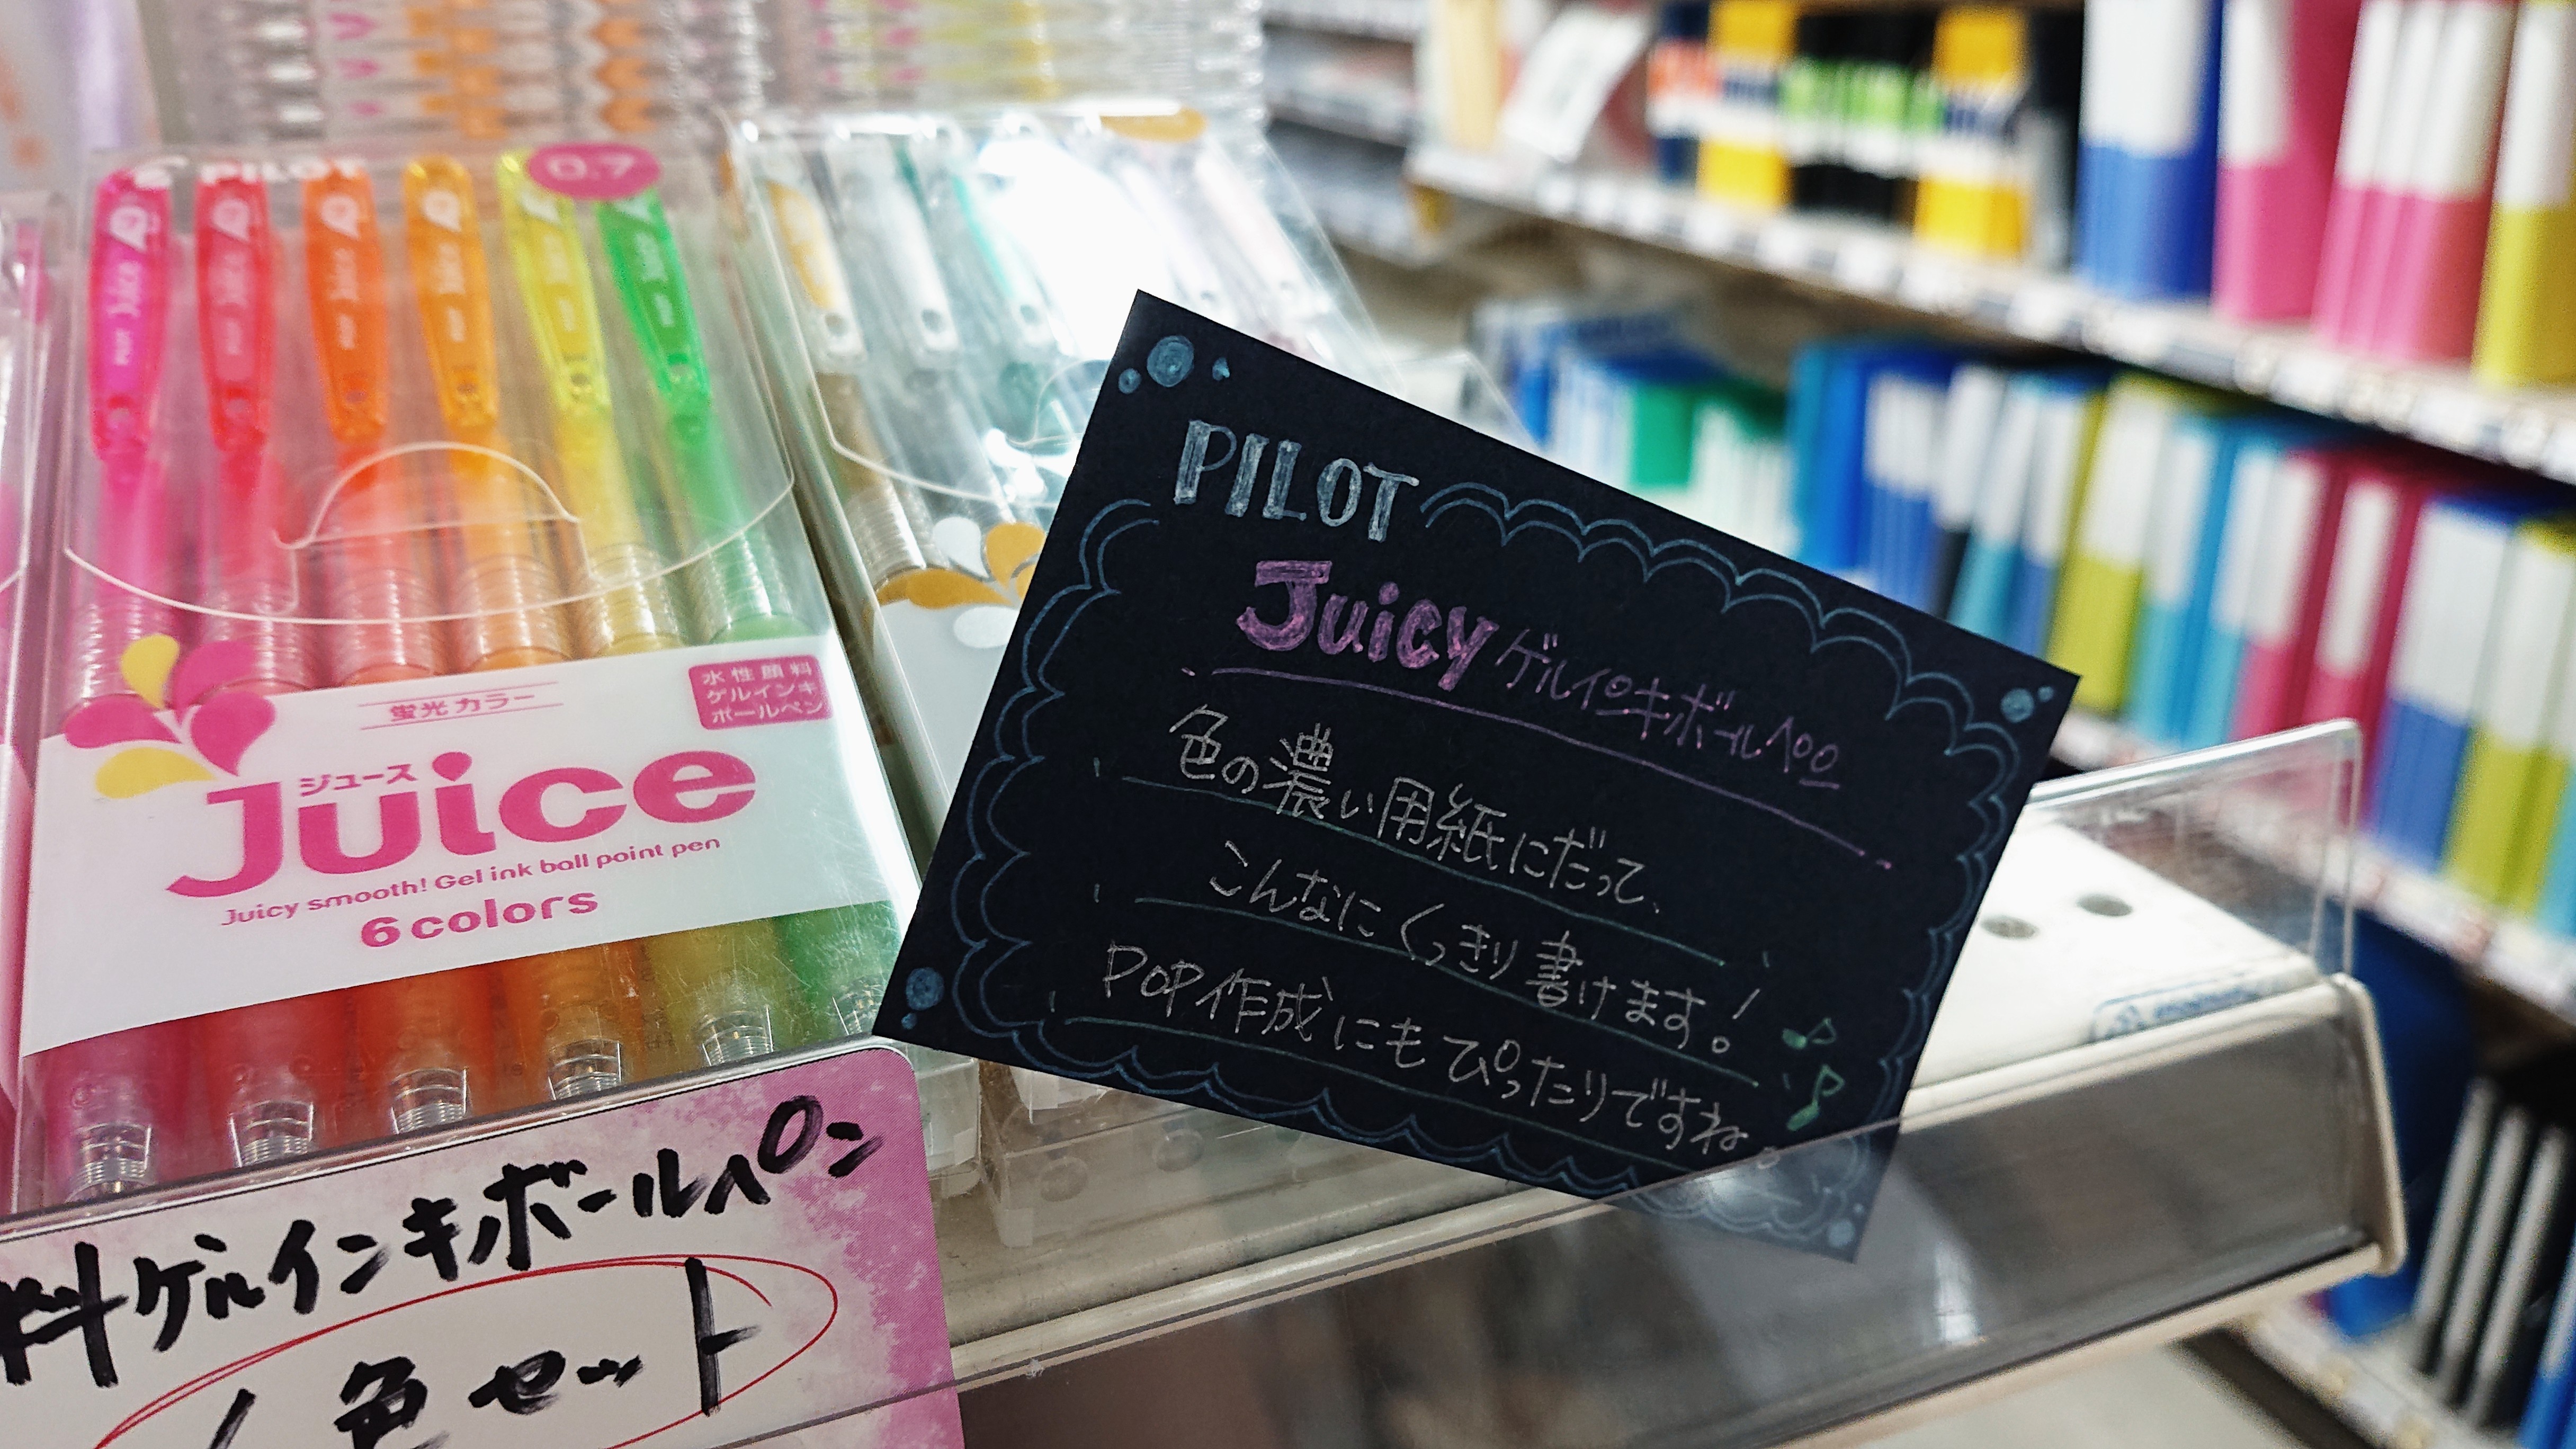 PILOT
0.7
蛍光カラー
水性顔料
ゲルインキ
ボールペン
ジュース
Juice
Juicy smooth! Gel ink ball point pen
6 colors
PILOT
Juicy ゲルインキボールペン
色の濃い用紙にだって、
こんなにくっきり書けます!
POP作成にもぴったりですね。
料ゲルインキボールペン
色セット